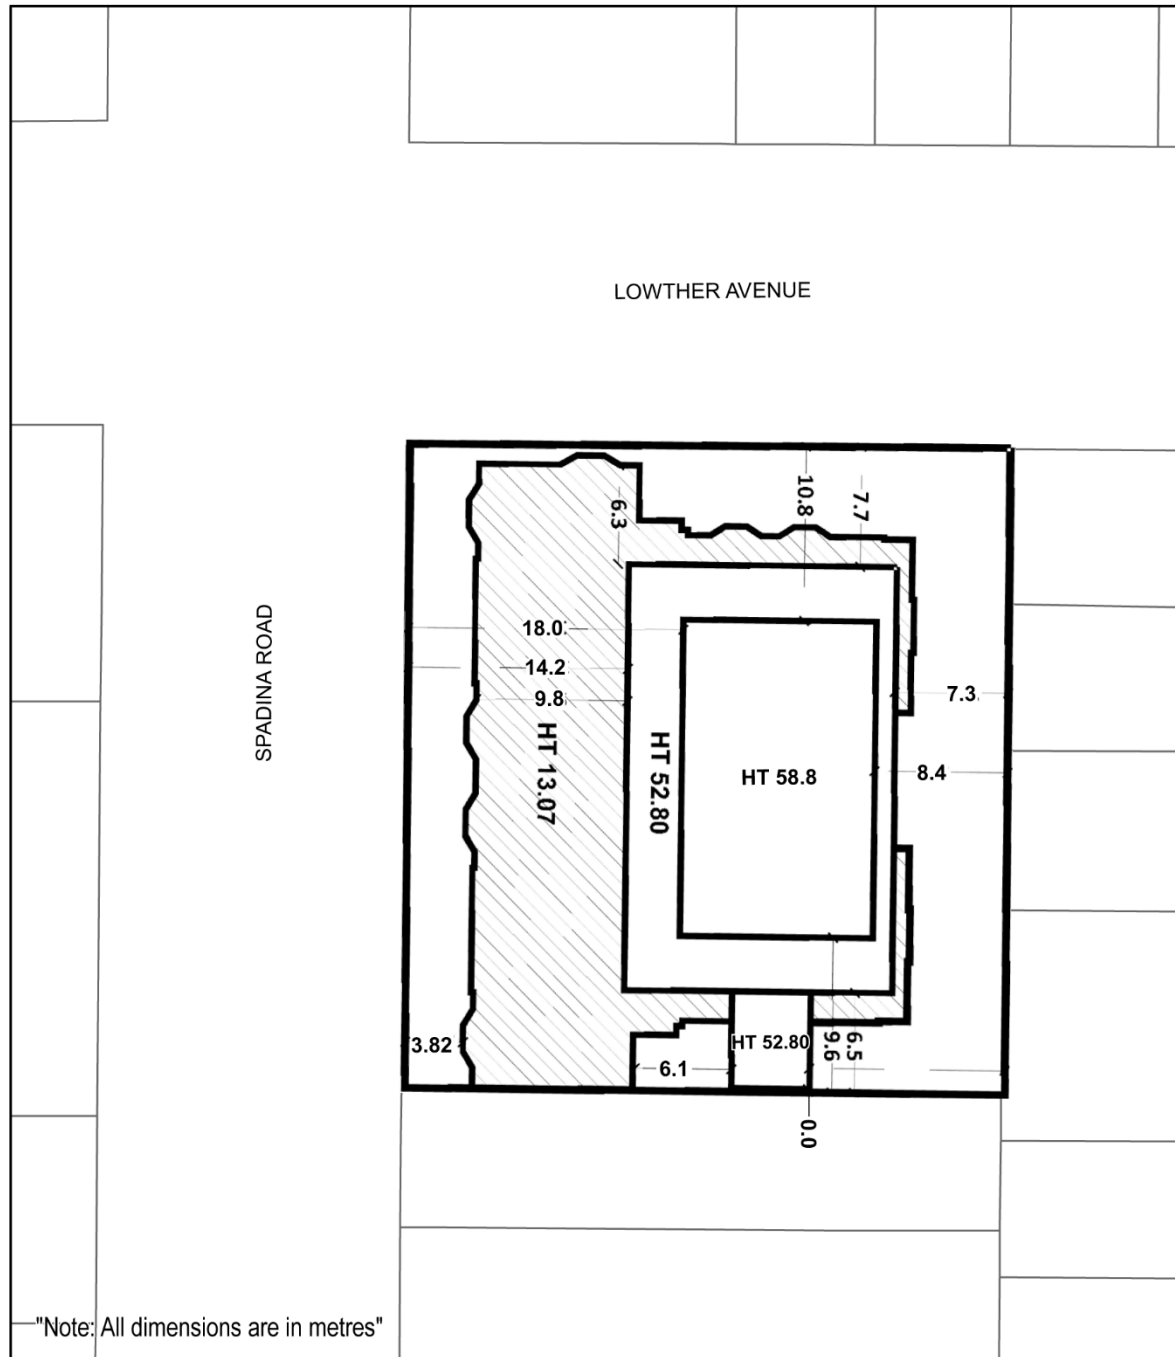 LOWTHER AVENUE
10.8
7.7
6.3
SPADINA ROAD
18.0
14.2
9.8
7.3
HT 13.07
HT 52.80
HT 58.8
8.4
3.82
HT 52.80
9.6
6.5
6.1
0.0
"Note: All dimensions are in metres"